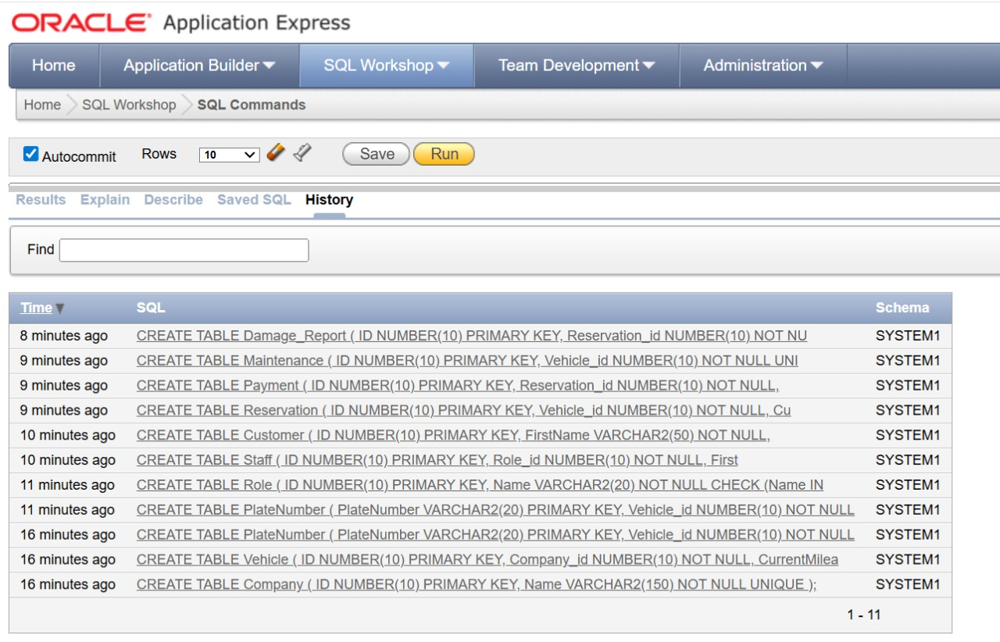 ORACLE Application Express
Home Application Builder SQL Workshop Team Development Administration
Home SQL Workshop SQL Commands
Autocommit Rows 10 Save Run
Results Explain Describe Saved SQL History
Find
Time SQL Schema
8 minutes ago CREATE TABLE Damage_Report ( ID NUMBER(10) PRIMARY KEY, Reservation_id NUMBER(10) NOT NU SYSTEM1
9 minutes ago CREATE TABLE Maintenance ( ID NUMBER(10) PRIMARY KEY, Vehicle_id NUMBER(10) NOT NULL UNI SYSTEM1
9 minutes ago CREATE TABLE Payment ( ID NUMBER(10) PRIMARY KEY, Reservation_id NUMBER(10) NOT NULL, SYSTEM1
9 minutes ago CREATE TABLE Reservation ( ID NUMBER(10) PRIMARY KEY, Vehicle_id NUMBER(10) NOT NULL, Cu SYSTEM1
10 minutes ago CREATE TABLE Customer ( ID NUMBER(10) PRIMARY KEY, FirstName VARCHAR2(50) NOT NULL, SYSTEM1
10 minutes ago CREATE TABLE Staff ( ID NUMBER(10) PRIMARY KEY, Role_id NUMBER(10) NOT NULL, First SYSTEM1
11 minutes ago CREATE TABLE Role ( ID NUMBER(10) PRIMARY KEY, Name VARCHAR2(20) NOT NULL CHECK (Name IN SYSTEM1
11 minutes ago CREATE TABLE PlateNumber ( PlateNumber VARCHAR2(20) PRIMARY KEY, Vehicle_id NUMBER(10) NOT NULL SYSTEM1
16 minutes ago CREATE TABLE PlateNumber ( PlateNumber VARCHAR2(20) PRIMARY KEY, Vehicle_id NUMBER(10) NOT NULL SYSTEM1
16 minutes ago CREATE TABLE Vehicle ( ID NUMBER(10) PRIMARY KEY, Company_id NUMBER(10) NOT NULL, CurrentMilea SYSTEM1
16 minutes ago CREATE TABLE Company ( ID NUMBER(10) PRIMARY KEY, Name VARCHAR2(150) NOT NULL UNIQUE ); SYSTEM1
1 - 11